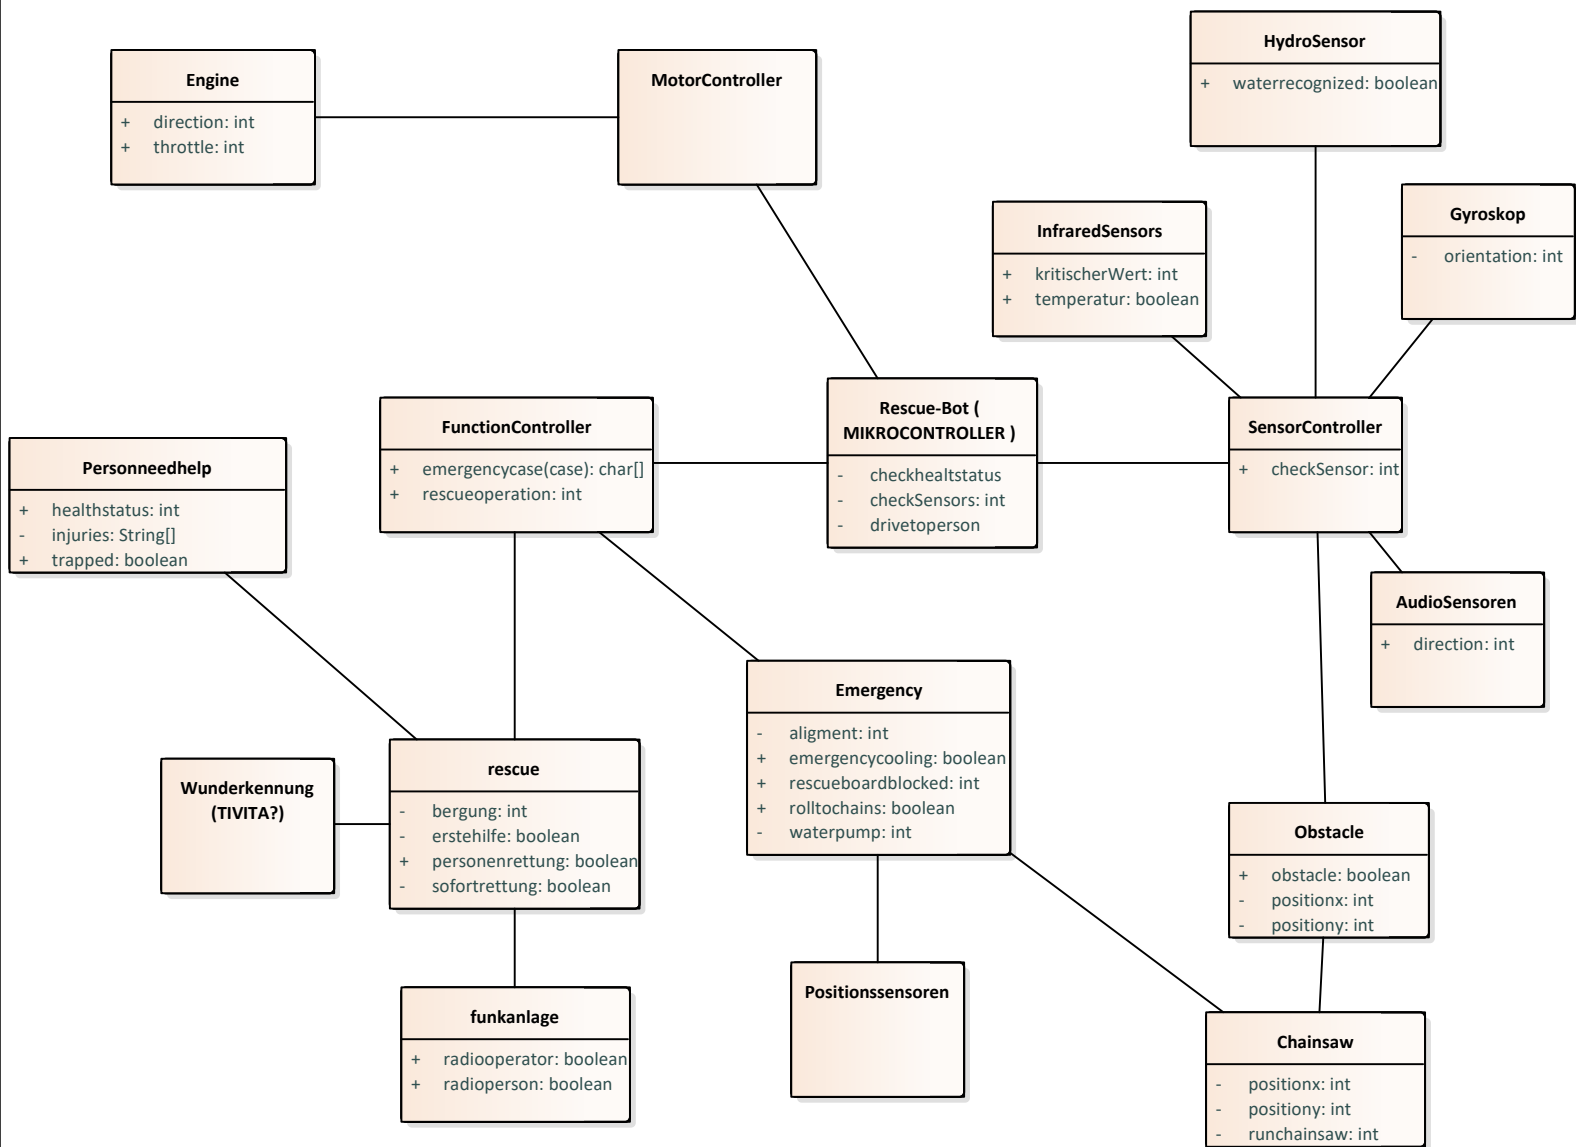 Engine
+ direction: int
+ throttle: int
MotorController
HydroSensor
+ waterrecognized: boolean
InfraredSensors
+ kritischerWert: int
+ temperatur: boolean
Gyroskop
- orientation: int
Personneedhelp
+ healthstatus: int
- injuries: String[]
+ trapped: boolean
FunctionController
+ emergencycase(case): char[]
+ rescueoperation: int
Rescue-Bot (
MIKROCONTROLLER )
- checkhealtstatus
- checkSensors: int
- drivetoperson
SensorController
+ checkSensor: int
AudioSensoren
+ direction: int
Wunderkennung
(TIVITA?)
rescue
- bergung: int
- erstehilfe: boolean
+ personenrettung: boolean
- sofortrettung: boolean
Emergency
- aligment: int
+ emergencycooling: boolean
+ rescueboardblocked: int
+ rolltochains: boolean
- waterpump: int
Obstacle
+ obstacle: boolean
- positionx: int
- positiony: int
funkanlage
+ radiooperator: boolean
+ radioperson: boolean
Positionssensoren
Chainsaw
- positionx: int
- positiony: int
- runchainsaw: int